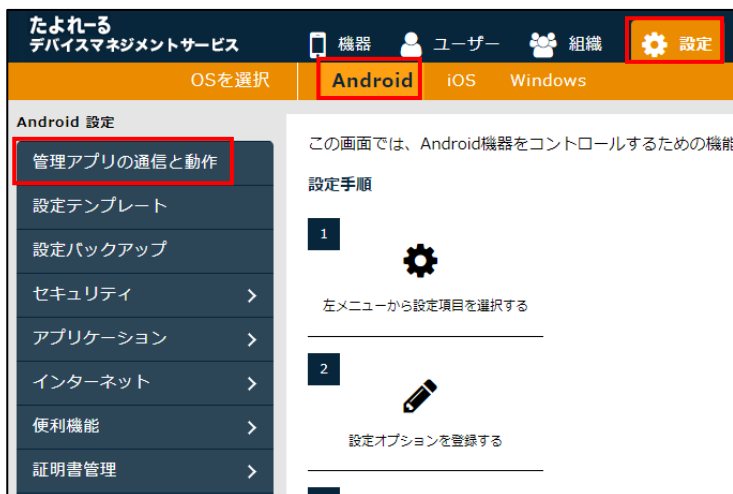 たよれーる
デバイスマネジメントサービス
機器 ユーザー 組織 設定
OSを選択 Android iOS Windows
Android 設定
管理アプリの通信と動作
設定テンプレート
設定バックアップ
セキュリティ
アプリケーション
インターネット
便利機能
証明書管理
この画面では、Android機器をコントロールするための機能
設定手順
1
左メニューから設定項目を選択する
2
設定オプションを登録する